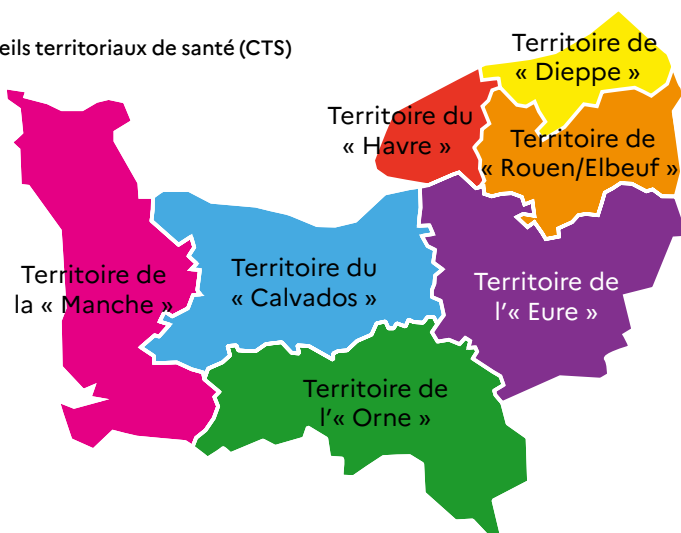 territoriaux de santé (CTS)
Territoire de
« Dieppe »
Territoire du
« Havre »
Territoire de
« Rouen/Elbeuf »
Territoire de
la « Manche »
Territoire du
« Calvados »
Territoire de
l'« Eure »
Territoire de
l'« Orne »